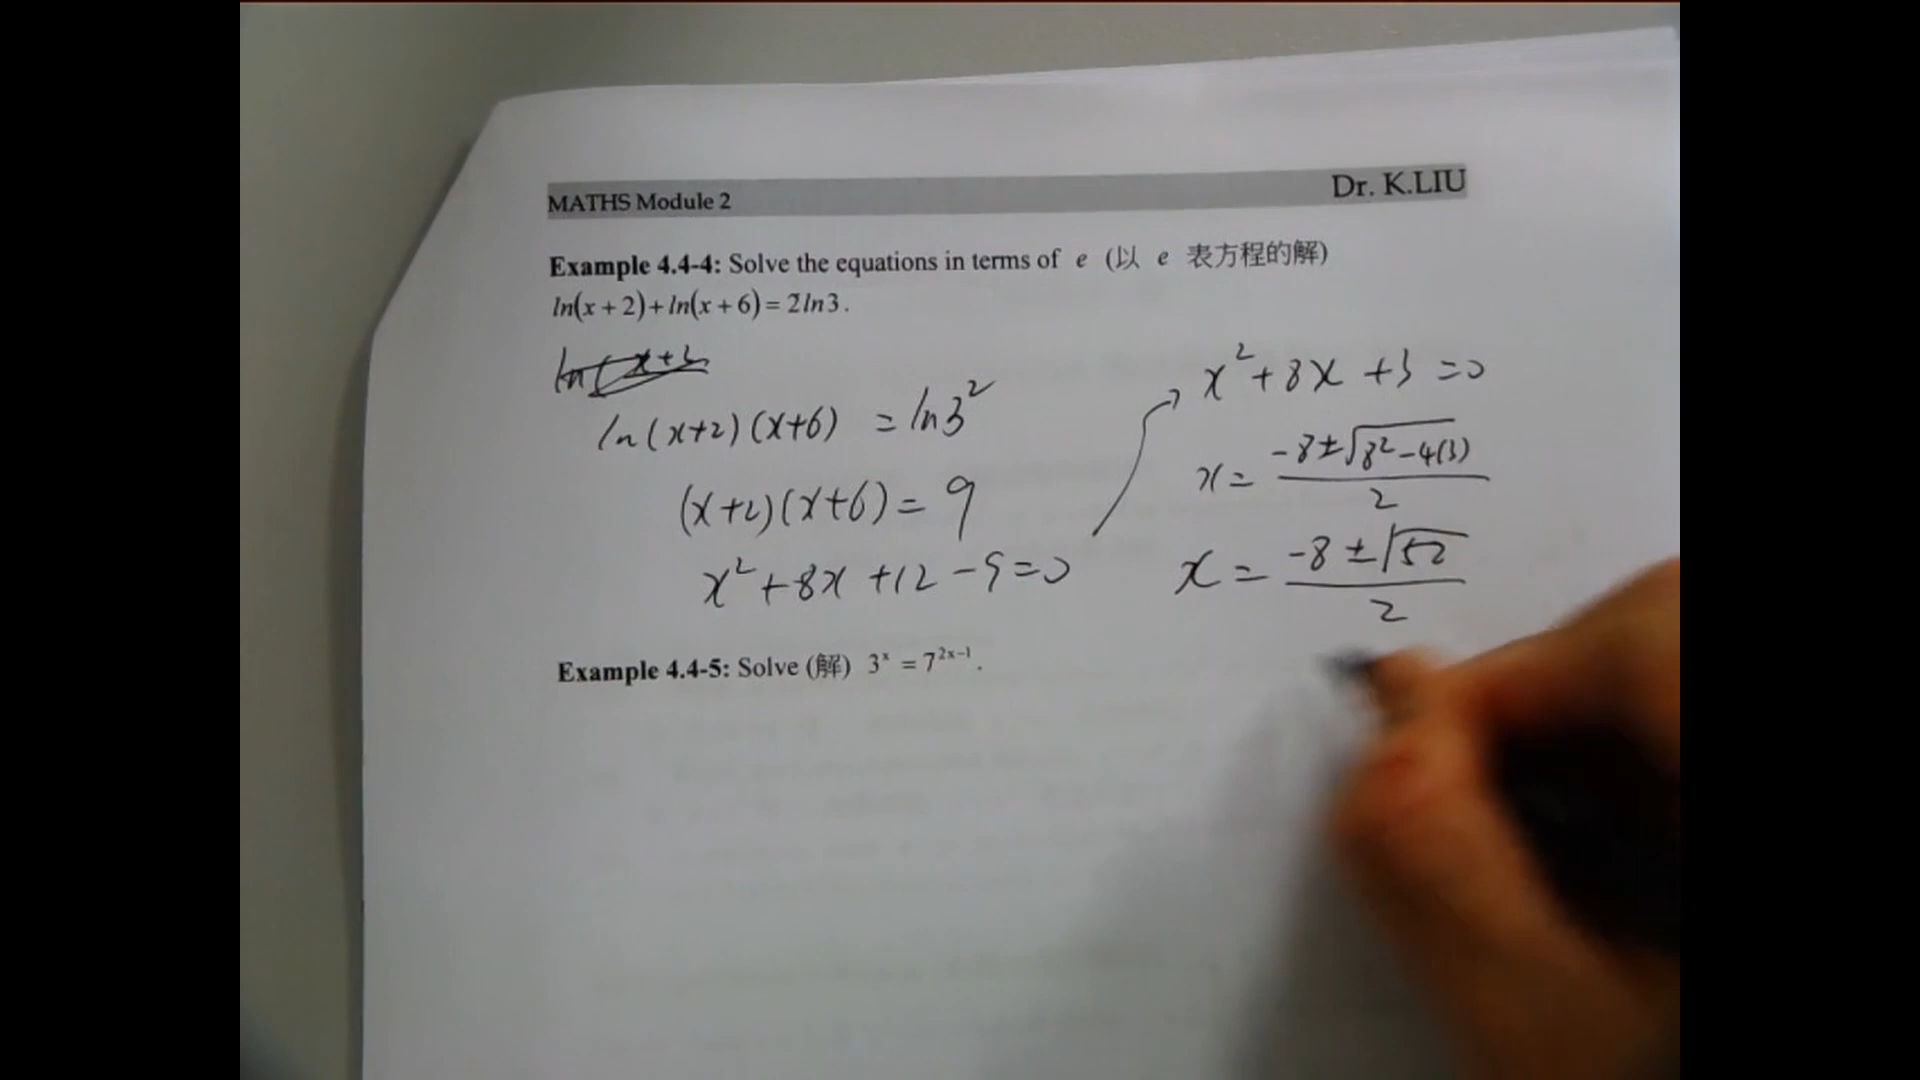 MATHS Module 2 Dr. K.LIU
Example 4.4-4: Solve the equations in terms of e (以 e 表方程的解)
ln(x + 2) + ln(x + 6) = 2ln3.
ln(x+2)(x+6) = ln3²
(x+2)(x+6) = 9
x² + 8x + 12 - 9 = 0
x² + 8x + 3 = 0
x = (-8 ± √(8² - 4(3)))/2
x = (-8 ± √52)/2
Example 4.4-5: Solve (解) 3ˣ = 7²ˣ⁻¹.